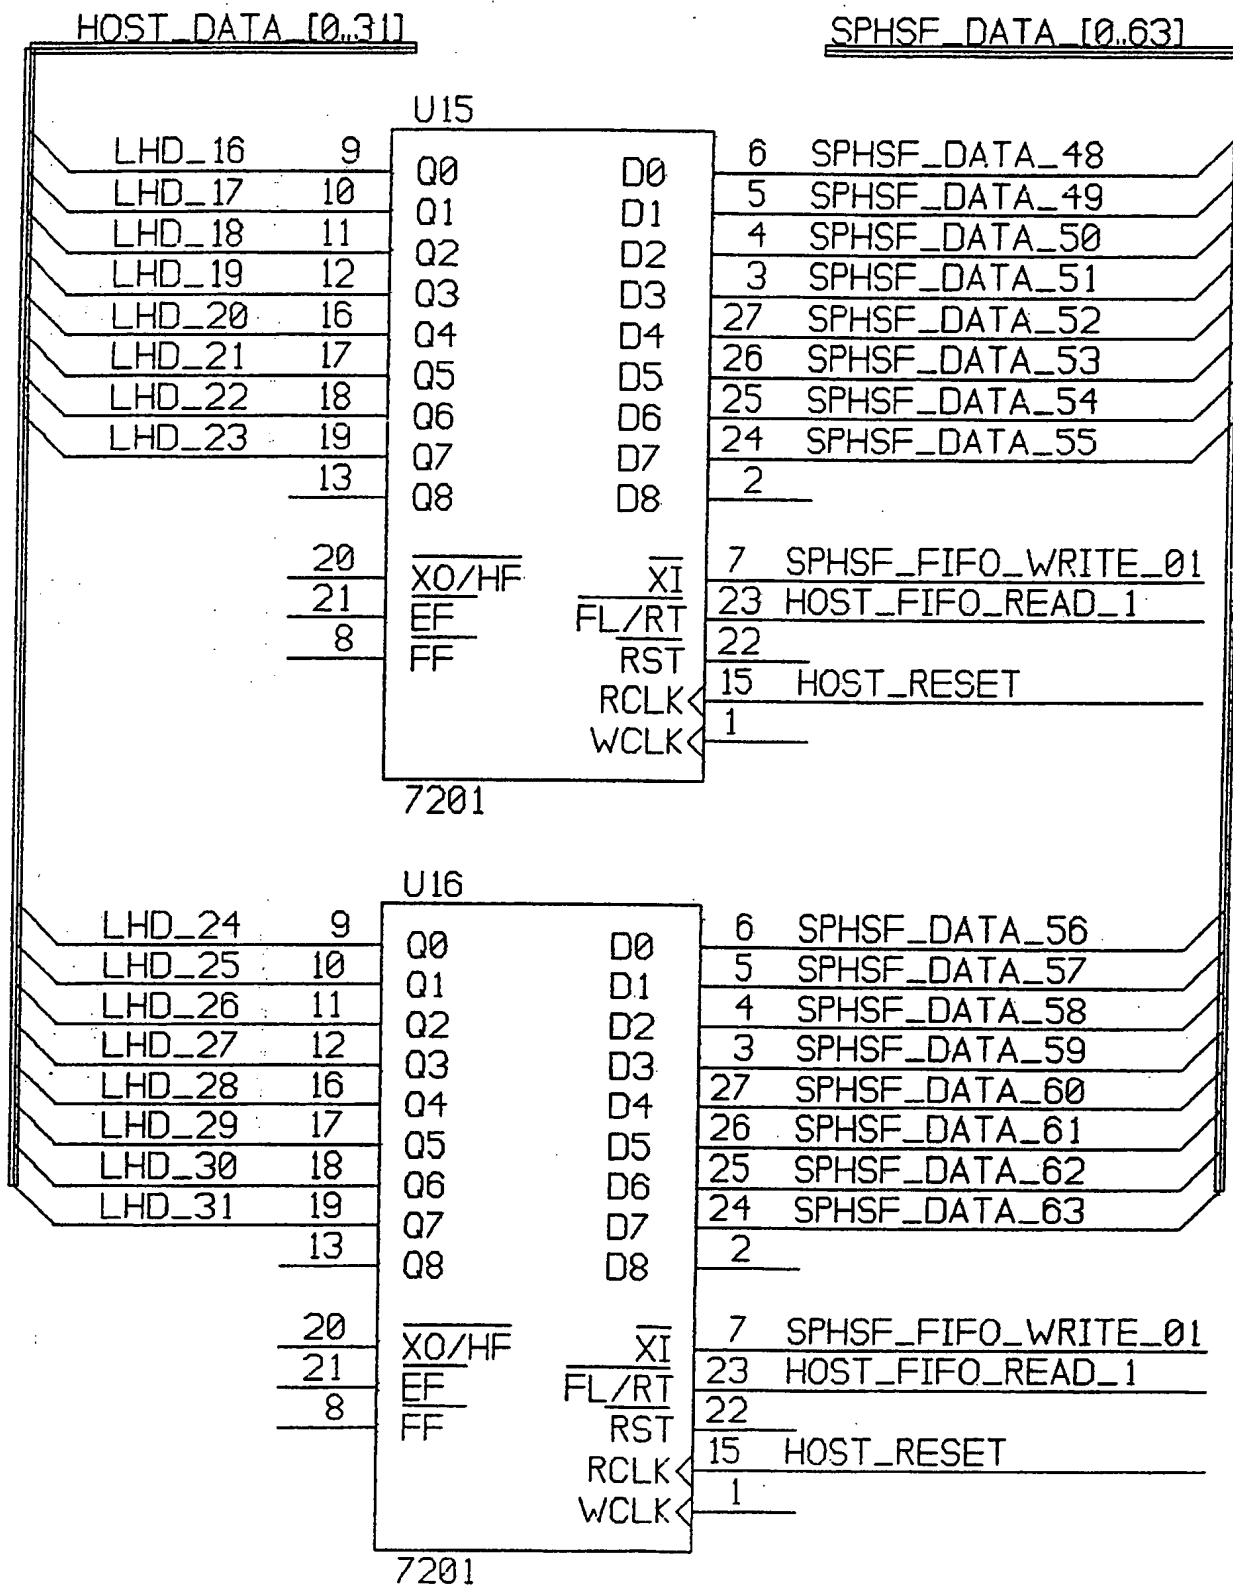 HOST_DATA_[0..31] SPHSF_DATA_[0..63]
U15
LHD_16 9 Q0 D0 6 SPHSF_DATA_48
LHD_17 10 Q1 D1 5 SPHSF_DATA_49
LHD_18 11 Q2 D2 4 SPHSF_DATA_50
LHD_19 12 Q3 D3 3 SPHSF_DATA_51
LHD_20 16 Q4 D4 27 SPHSF_DATA_52
LHD_21 17 Q5 D5 26 SPHSF_DATA_53
LHD_22 18 Q6 D6 25 SPHSF_DATA_54
LHD_23 19 Q7 D7 24 SPHSF_DATA_55
13 Q8 D8 2
20 XO/HF XI 7 SPHSF_FIFO_WRITE_01
21 EF FL/RT 23 HOST_FIFO_READ_1
8 FF RST 22
RCLK 15 HOST_RESET
WCLK 1
7201
U16
LHD_24 9 Q0 D0 6 SPHSF_DATA_56
LHD_25 10 Q1 D1 5 SPHSF_DATA_57
LHD_26 11 Q2 D2 4 SPHSF_DATA_58
LHD_27 12 Q3 D3 3 SPHSF_DATA_59
LHD_28 16 Q4 D4 27 SPHSF_DATA_60
LHD_29 17 Q5 D5 26 SPHSF_DATA_61
LHD_30 18 Q6 D6 25 SPHSF_DATA_62
LHD_31 19 Q7 D7 24 SPHSF_DATA_63
13 Q8 D8 2
20 XO/HF XI 7 SPHSF_FIFO_WRITE_01
21 EF FL/RT 23 HOST_FIFO_READ_1
8 FF RST 22
RCLK 15 HOST_RESET
WCLK 1
7201